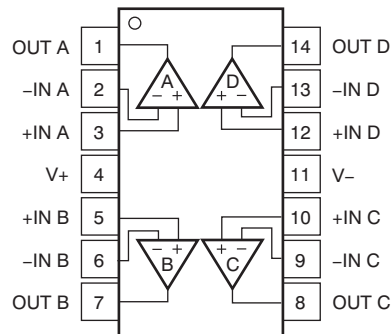 OUT A 1 14 OUT D
−IN A 2 A D 13 −IN D
− + + −
+IN A 3 12 +IN D
V+ 4 11 V−
+IN B 5 10 +IN C
− + + −
−IN B 6 B C 9 −IN C
OUT B 7 8 OUT C